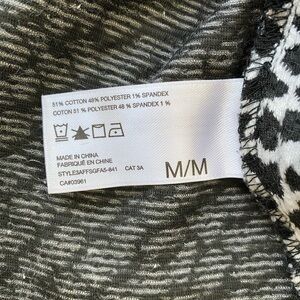 51% COTTON 48% POLYESTER 1% SPANDEX
COTON 51 % POLYESTER 48 % SPANDEX 1 %
MADE IN CHINA
FABRIQUÉ EN CHINE
STYLE3AFFSGFA5-841 CAT 3A
CA#03961
M/M